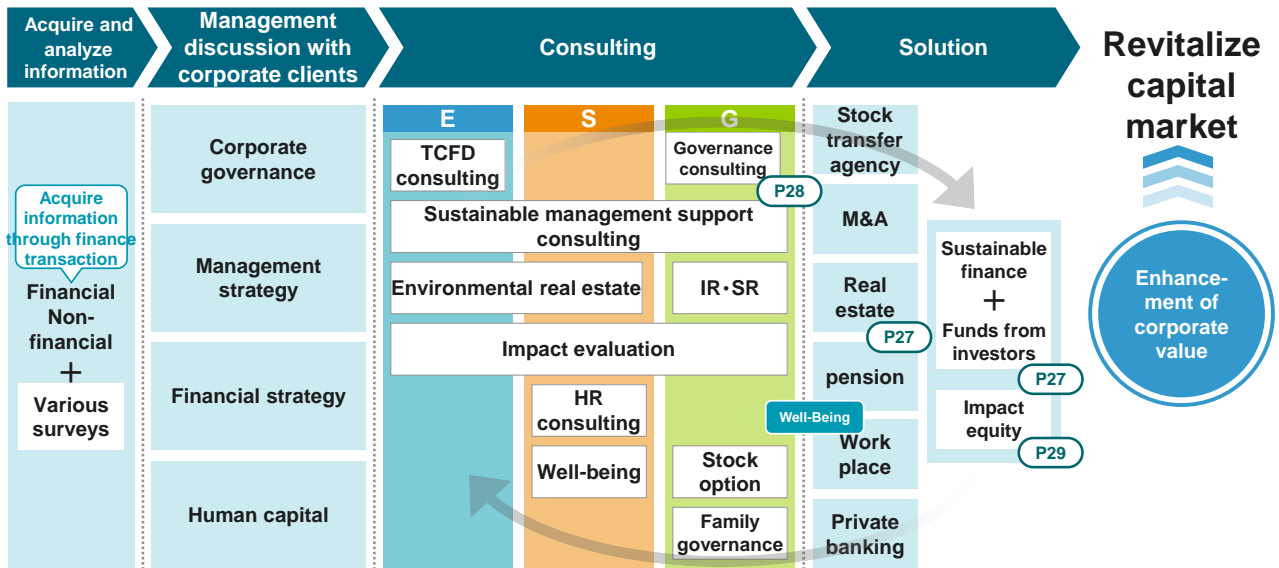 Acquire and
analyze
information
Management
discussion with
corporate clients
Consulting
Solution
Revitalize
capital
market
Acquire
information
through finance
transaction
Financial
Non-
financial
+
Various
surveys
Corporate
governance
Management
strategy
Financial strategy
Human capital
E
S
G
TCFD
consulting
Governance
consulting
P28
Sustainable management support
consulting
Environmental real estate
IR・SR
Impact evaluation
HR
consulting
Well-being
Stock
option
Family
governance
Stock
transfer
agency
M&A
Real
estate
P27
pension
Well-Being
Work
place
Private
banking
Sustainable
finance
+
Funds from
investors
P27
Impact
equity
P29
Enhance-
ment of
corporate
value